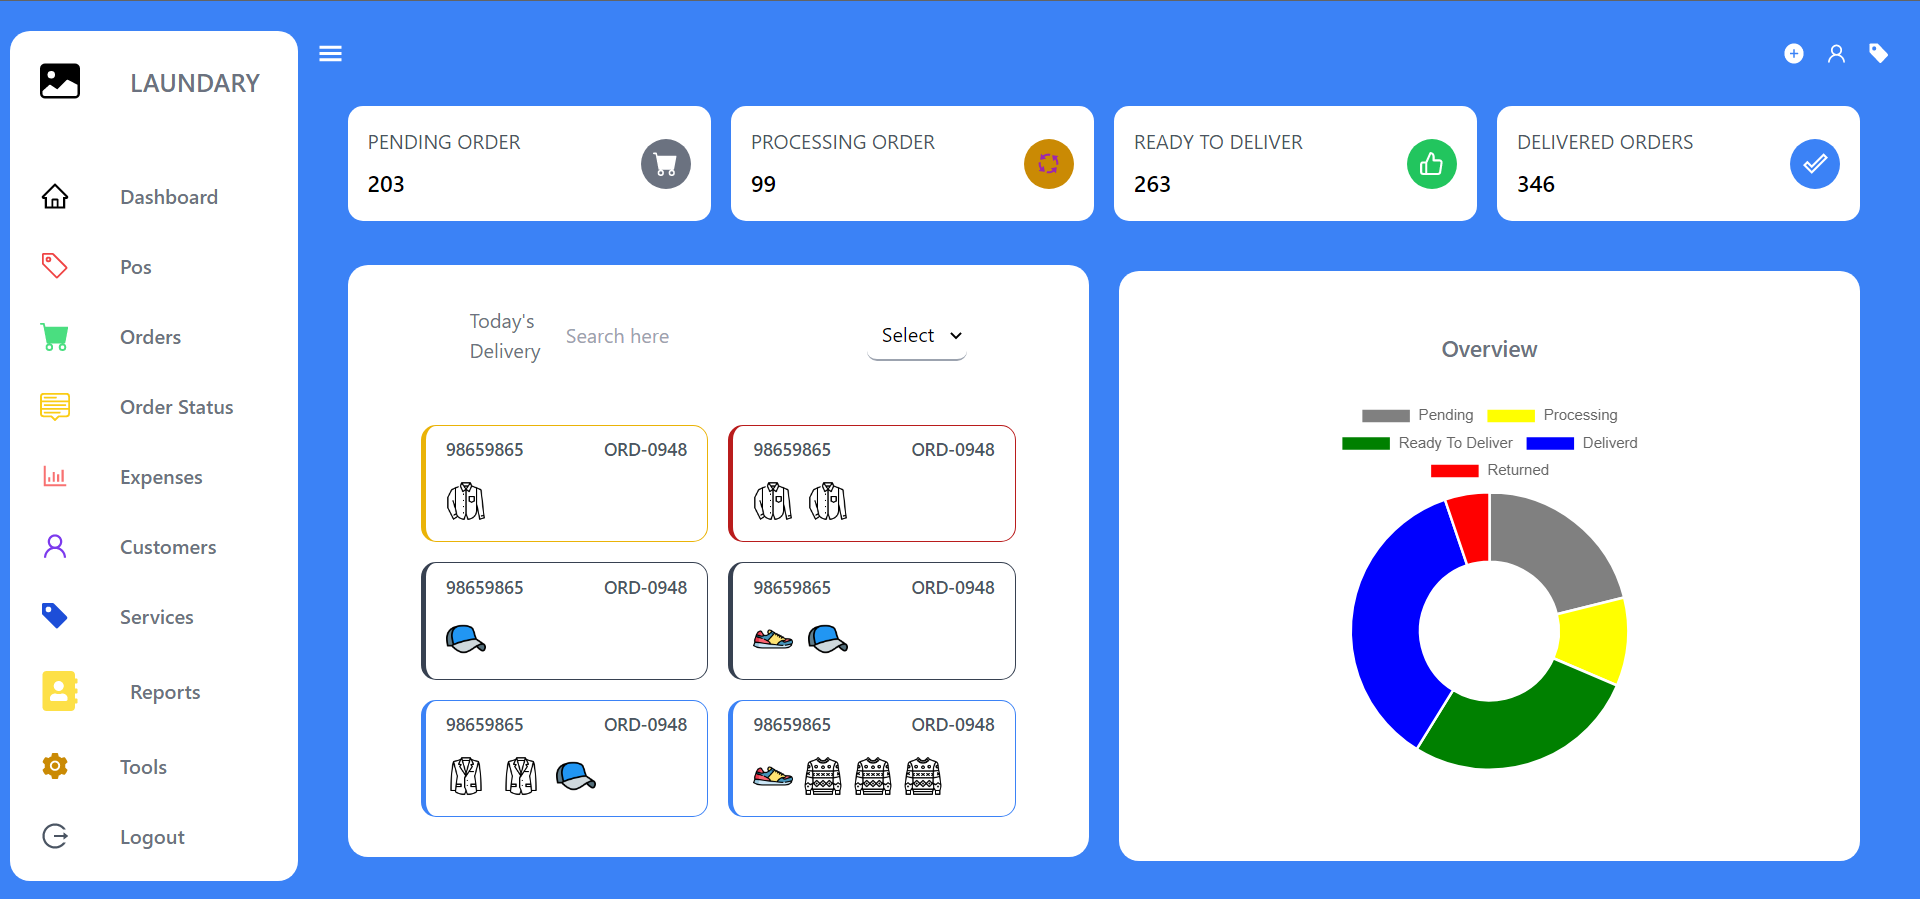 LAUNDARY
Dashboard
Pos
Orders
Order Status
Expenses
Customers
Services
Reports
Tools
Logout
PENDING ORDER
203
PROCESSING ORDER
99
READY TO DELIVER
263
DELIVERED ORDERS
346
Today's
Delivery
Search here
Select
98659865 ORD-0948
98659865 ORD-0948
98659865 ORD-0948
98659865 ORD-0948
98659865 ORD-0948
98659865 ORD-0948
Overview
Pending Processing
Ready To Deliver Deliverd
Returned